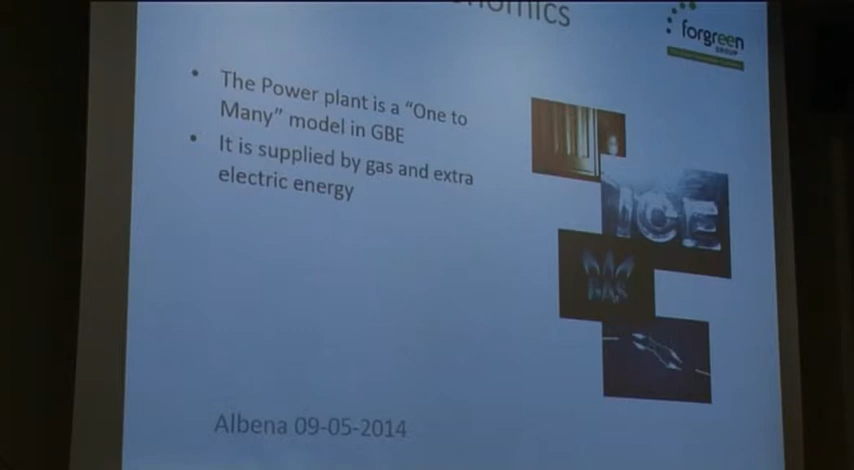 forgreen
GROUP
• The Power plant is a "One to
Many" model in GBE
• It is supplied by gas and extra
electric energy
ICE
GAS
Albena 09-05-2014